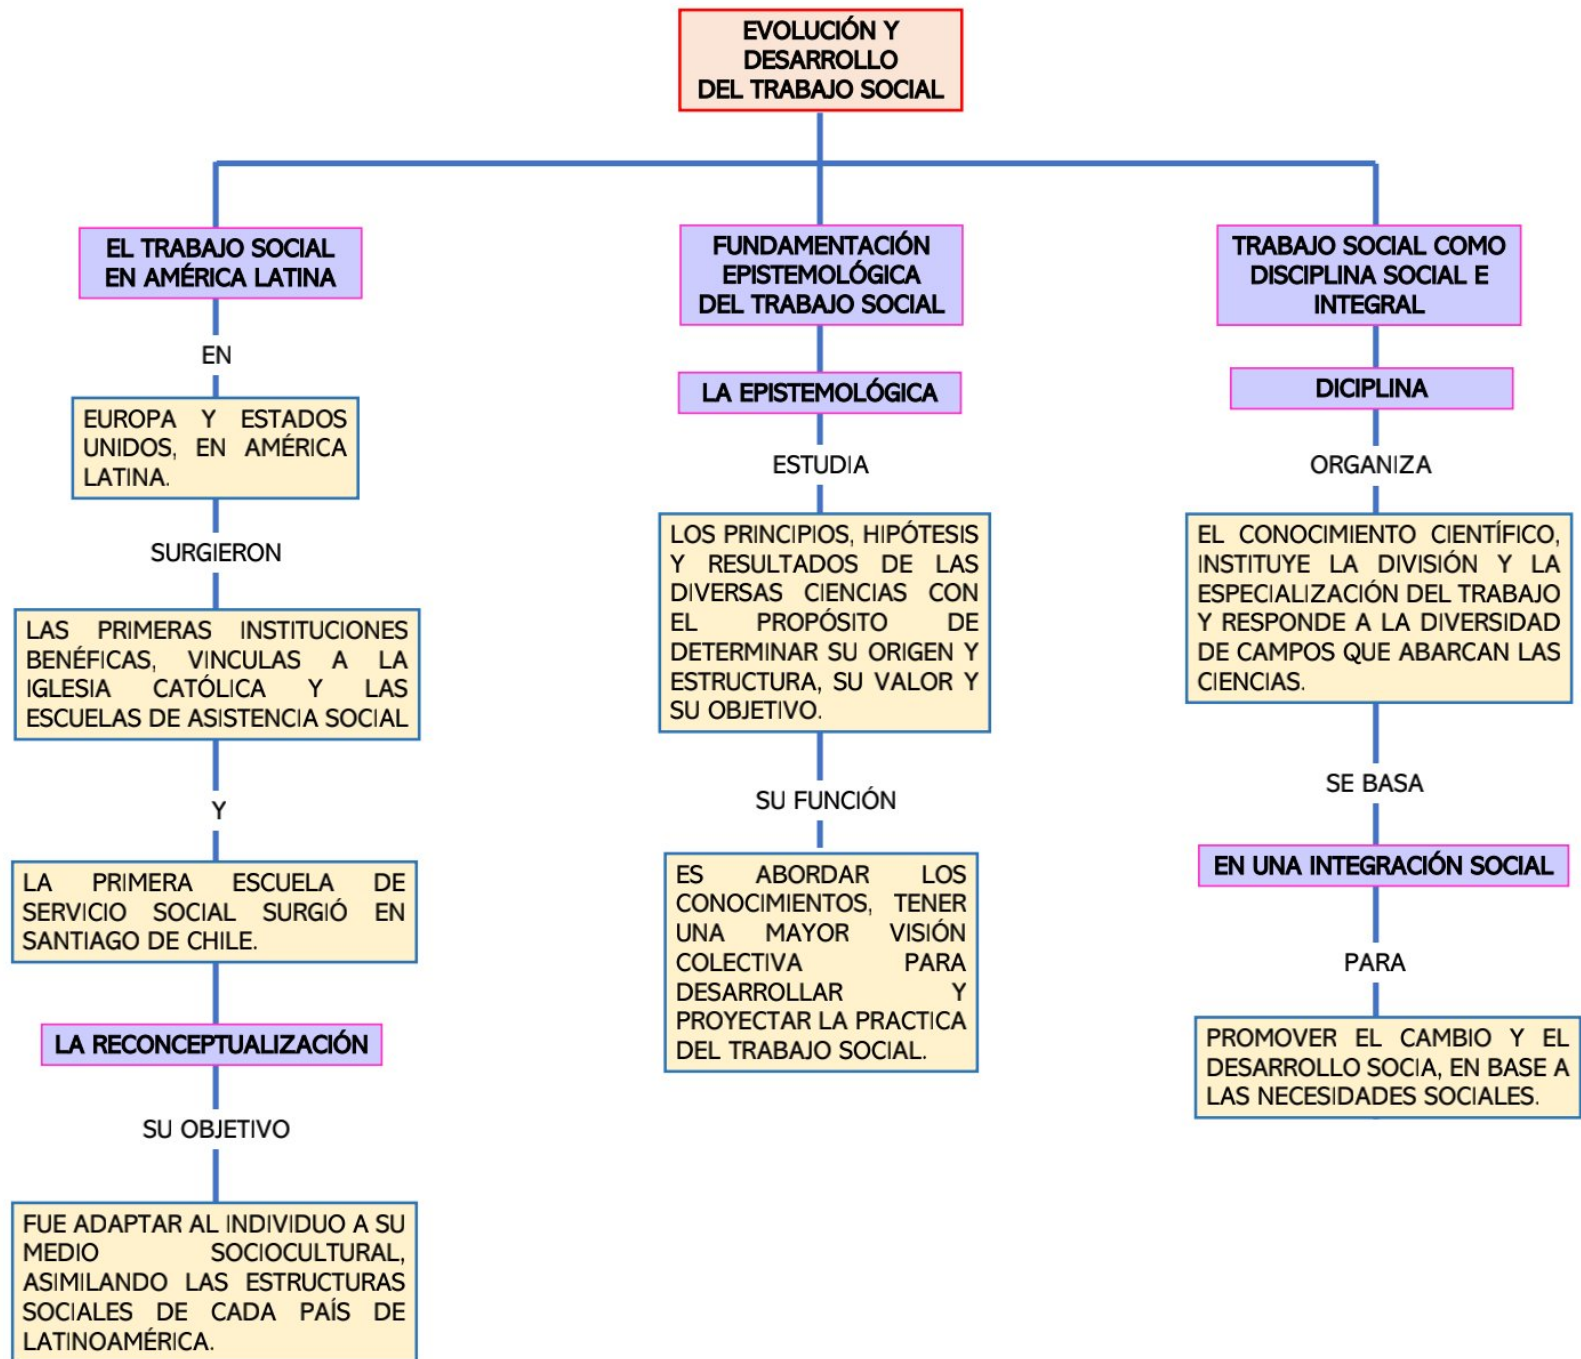 EVOLUCIÓN Y
DESARROLLO
DEL TRABAJO SOCIAL
EL TRABAJO SOCIAL
EN AMÉRICA LATINA
EN
EUROPA Y ESTADOS
UNIDOS, EN AMÉRICA
LATINA.
SURGIERON
LAS PRIMERAS INSTITUCIONES
BENÉFICAS, VINCULAS A LA
IGLESIA CATÓLICA Y LAS
ESCUELAS DE ASISTENCIA SOCIAL
Y
LA PRIMERA ESCUELA DE
SERVICIO SOCIAL SURGIÓ EN
SANTIAGO DE CHILE.
LA RECONCEPTUALIZACIÓN
SU OBJETIVO
FUE ADAPTAR AL INDIVIDUO A SU
MEDIO SOCIOCULTURAL,
ASIMILANDO LAS ESTRUCTURAS
SOCIALES DE CADA PAÍS DE
LATINOAMÉRICA.
FUNDAMENTACIÓN
EPISTEMOLÓGICA
DEL TRABAJO SOCIAL
LA EPISTEMOLÓGICA
ESTUDIA
LOS PRINCIPIOS, HIPÓTESIS
Y RESULTADOS DE LAS
DIVERSAS CIENCIAS CON
EL PROPÓSITO DE
DETERMINAR SU ORIGEN Y
ESTRUCTURA, SU VALOR Y
SU OBJETIVO.
SU FUNCIÓN
ES ABORDAR LOS
CONOCIMIENTOS, TENER
UNA MAYOR VISIÓN
COLECTIVA PARA
DESARROLLAR Y
PROYECTAR LA PRACTICA
DEL TRABAJO SOCIAL.
TRABAJO SOCIAL COMO
DISCIPLINA SOCIAL E
INTEGRAL
DICIPLINA
ORGANIZA
EL CONOCIMIENTO CIENTÍFICO,
INSTITUYE LA DIVISIÓN Y LA
ESPECIALIZACIÓN DEL TRABAJO
Y RESPONDE A LA DIVERSIDAD
DE CAMPOS QUE ABARCAN LAS
CIENCIAS.
SE BASA
EN UNA INTEGRACIÓN SOCIAL
PARA
PROMOVER EL CAMBIO Y EL
DESARROLLO SOCIA, EN BASE A
LAS NECESIDADES SOCIALES.